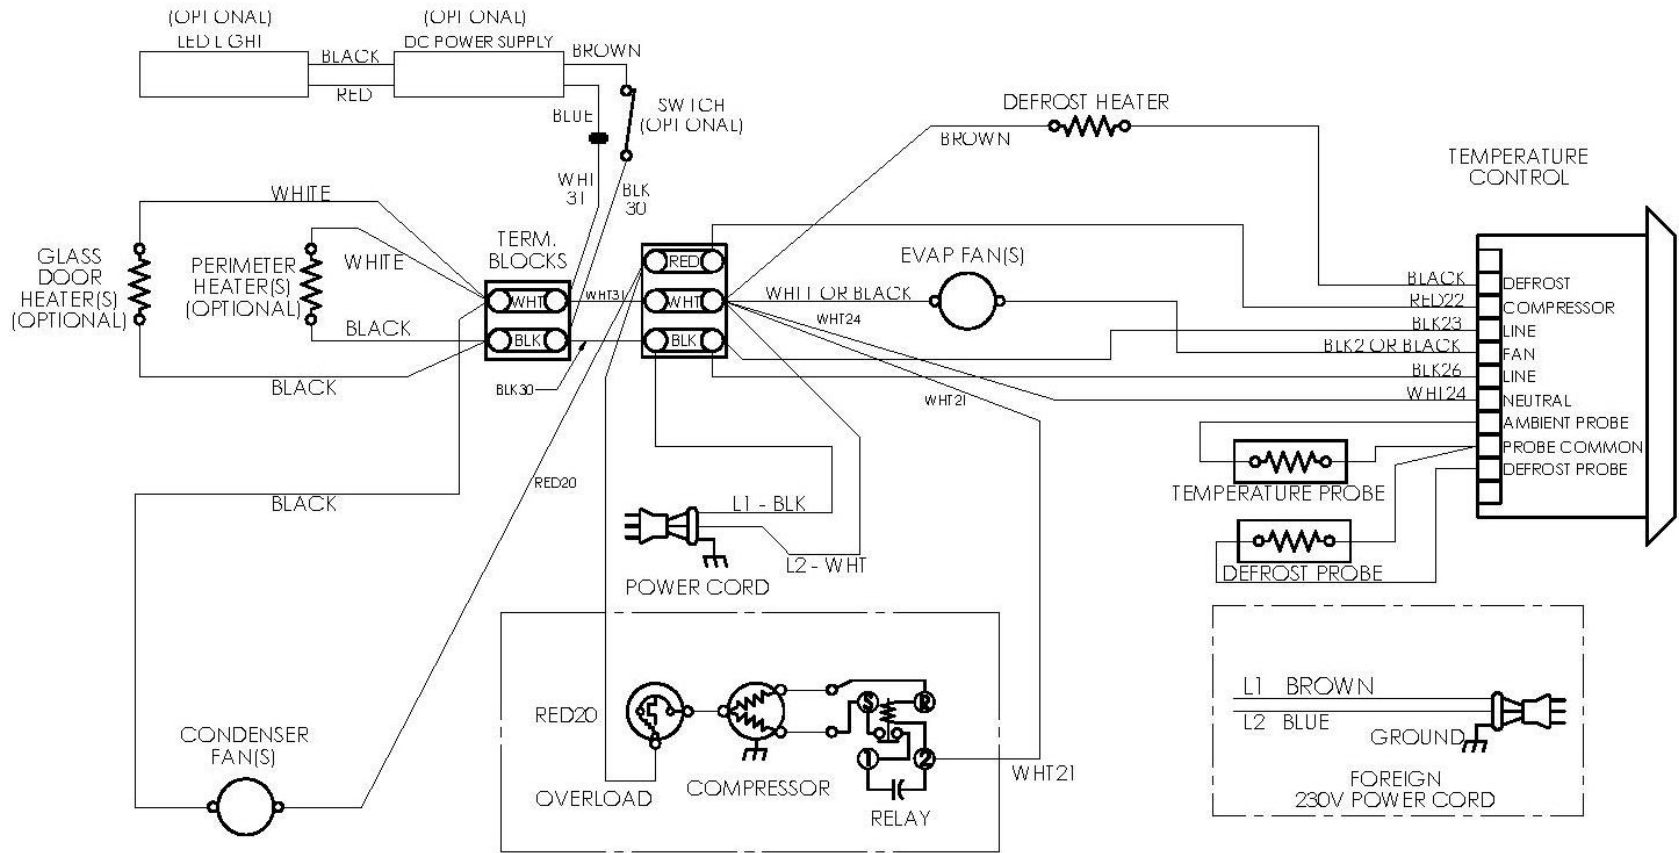 (OPTIONAL)
LED LIGHT
(OPTIONAL)
DC POWER SUPPLY
BLACK
RED
BROWN
BLUE
SWITCH
(OPTIONAL)
WHI
31
BLK
30
DEFROST HEATER
BROWN
TEMPERATURE
CONTROL
WHITE
WHITE
GLASS
DOOR
HEATER(S)
(OPTIONAL)
PERIMETER
HEATER(S)
(OPTIONAL)
BLACK
BLACK
TERM.
BLOCKS
WHT
BLK
WHT31
BLK30
RED
WHT
BLK
EVAP FAN(S)
WHIT OR BLACK
WHT24
WHT21
BLACK
RED22
BLK23
BLK2 OR BLACK
BLK26
WHT24
DEFROST
COMPRESSOR
LINE
FAN
LINE
NEUTRAL
AMBIENT PROBE
PROBE COMMON
DEFROST PROBE
TEMPERATURE PROBE
DEFROST PROBE
BLACK
RED20
L1 - BLK
L2 - WHT
POWER CORD
CONDENSER
FAN(S)
RED20
OVERLOAD
COMPRESSOR
S
R
1
2
RELAY
WHT21
L1 BROWN
L2 BLUE
GROUND
FOREIGN
230V POWER CORD